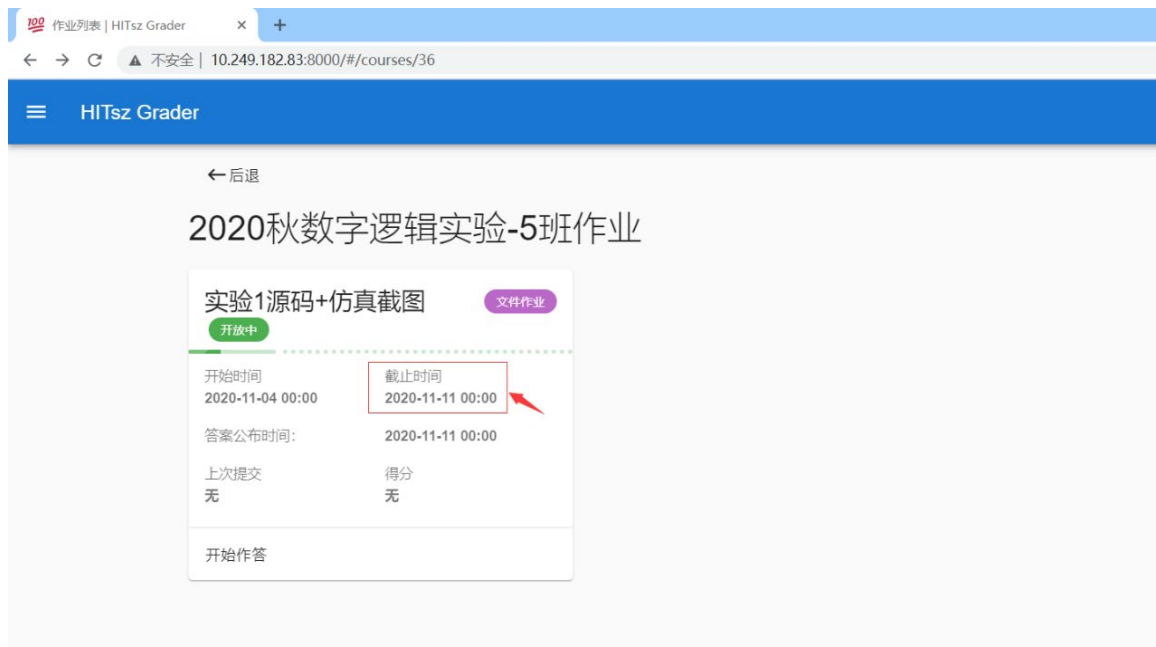 作业列表 | HITsz Grader
不安全 | 10.249.182.83:8000/#/courses/36
HITsz Grader
后退
2020秋数字逻辑实验-5班作业
实验1源码+仿真截图 文件作业
开放中
开始时间 截止时间
2020-11-04 00:00 2020-11-11 00:00
答案公布时间： 2020-11-11 00:00
上次提交 得分
无 无
开始作答